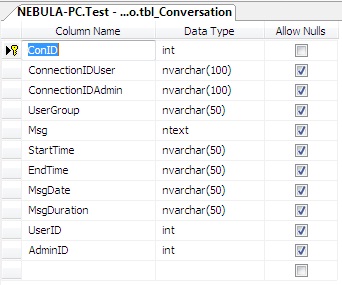 NEBULA-PC.Test - ...o.tbl_Conversation
Column Name Data Type Allow Nulls
ConID int
ConnectionIDUser nvarchar(100)
ConnectionIDAdmin nvarchar(100)
UserGroup nvarchar(50)
Msg ntext
StartTime nvarchar(50)
EndTime nvarchar(50)
MsgDate nvarchar(50)
MsgDuration nvarchar(50)
UserID int
AdminID int